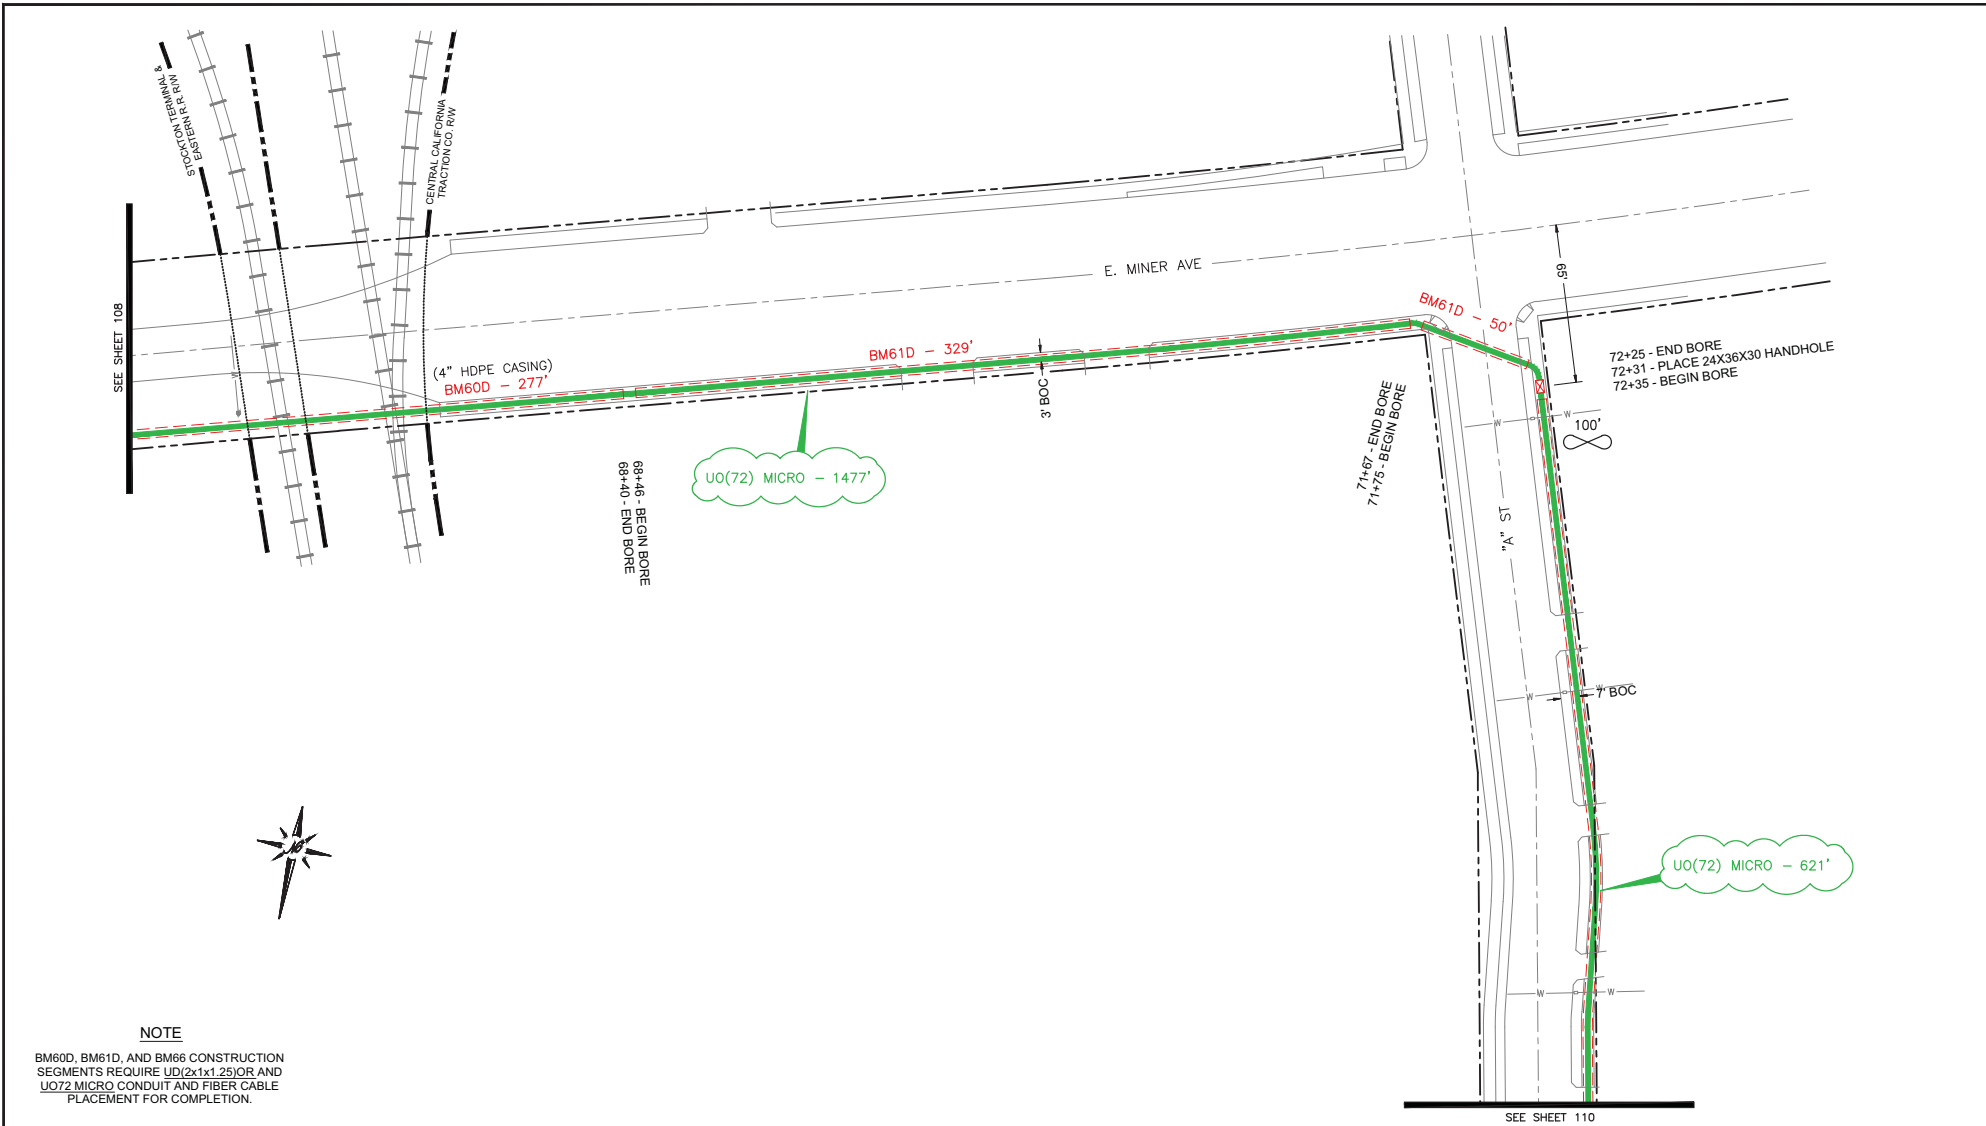 STOCKTON TERMINAL &
EASTERN R.R. R/W
CENTRAL CALIFORNIA
TRACTION CO. R/W
SEE SHEET 108
E. MINER AVE
65'
BM61D - 50'
72+25 - END BORE
72+31 - PLACE 24X36X30 HANDHOLE
72+35 - BEGIN BORE
(4" HDPE CASING)
BM60D - 277'
BM61D - 329'
3' BOC
W
W
W
100'
71+67 - END BORE
71+75 - BEGIN BORE
68+46 - BEGIN BORE
68+40 - END BORE
UO(72) MICRO - 1477'
"A" ST
W
W
7' BOC
UO(72) MICRO - 621'
W
W
NOTE
BM60D, BM61D, AND BM66 CONSTRUCTION
SEGMENTS REQUIRE UD(2x1x1.25)OR AND
UO72 MICRO CONDUIT AND FIBER CABLE
PLACEMENT FOR COMPLETION.
SEE SHEET 110